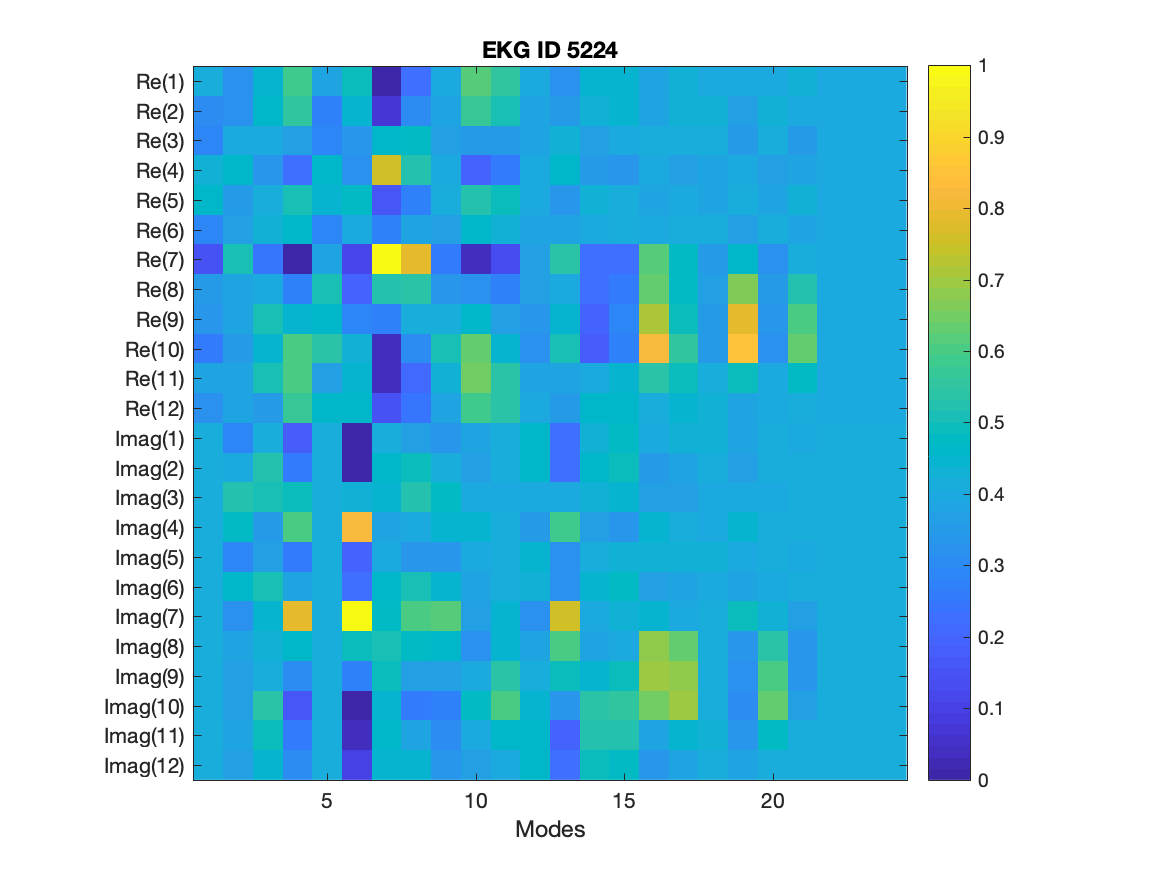 EKG ID 5224
Re(1)
Re(2)
Re(3)
Re(4)
Re(5)
Re(6)
Re(7)
Re(8)
Re(9)
Re(10)
Re(11)
Re(12)
Imag(1)
Imag(2)
Imag(3)
Imag(4)
Imag(5)
Imag(6)
Imag(7)
Imag(8)
Imag(9)
Imag(10)
Imag(11)
Imag(12)
5 10 15 20
Modes
1
0.9
0.8
0.7
0.6
0.5
0.4
0.3
0.2
0.1
0